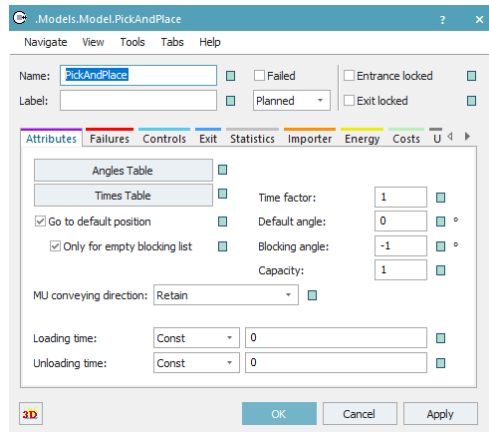 .Models.Model.PickAndPlace ? ×
Navigate View Tools Tabs Help
Name: PickAndPlace Failed Entrance locked
Label: Planned Exit locked
Attributes Failures Controls Exit Statistics Importer Energy Costs U
Angles Table
Times Table Time factor: 1
Go to default position Default angle: 0 °
Only for empty blocking list Blocking angle: -1 °
Capacity: 1
MU conveying direction: Retain
Loading time: Const 0
Unloading time: Const 0
3D OK Cancel Apply